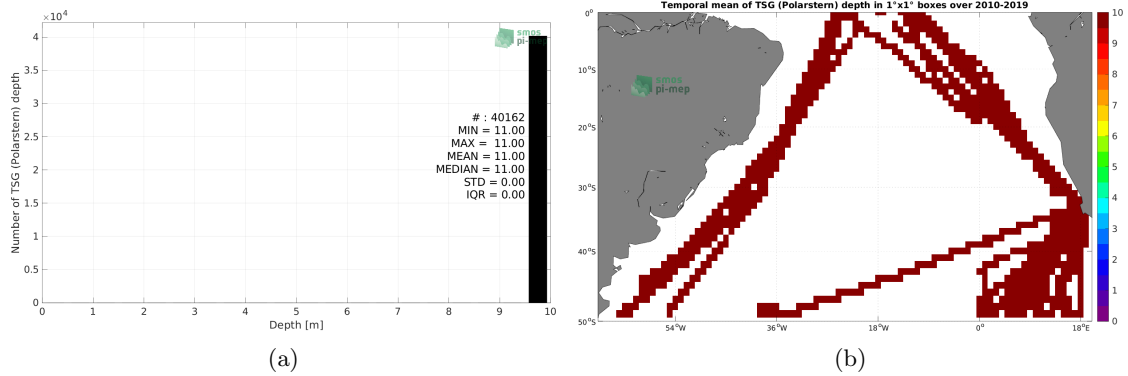 ×10⁴
4
3.5
3
2.5
2
1.5
1
0.5
0
Number of TSG (Polarstern) depth
smos
pi-mep
# : 40162
MIN = 11.00
MAX = 11.00
MEAN = 11.00
MEDIAN = 11.00
STD = 0.00
IQR = 0.00
0 1 2 3 4 5 6 7 8 9 10
Depth [m]
(a)
Temporal mean of TSG (Polarstern) depth in 1°x1° boxes over 2010-2019
0°
10°S
20°S
30°S
40°S
50°S
smos
pi-mep
54°W 36°W 18°W 0° 18°E
10
9
8
7
6
5
4
3
2
1
0
(b)